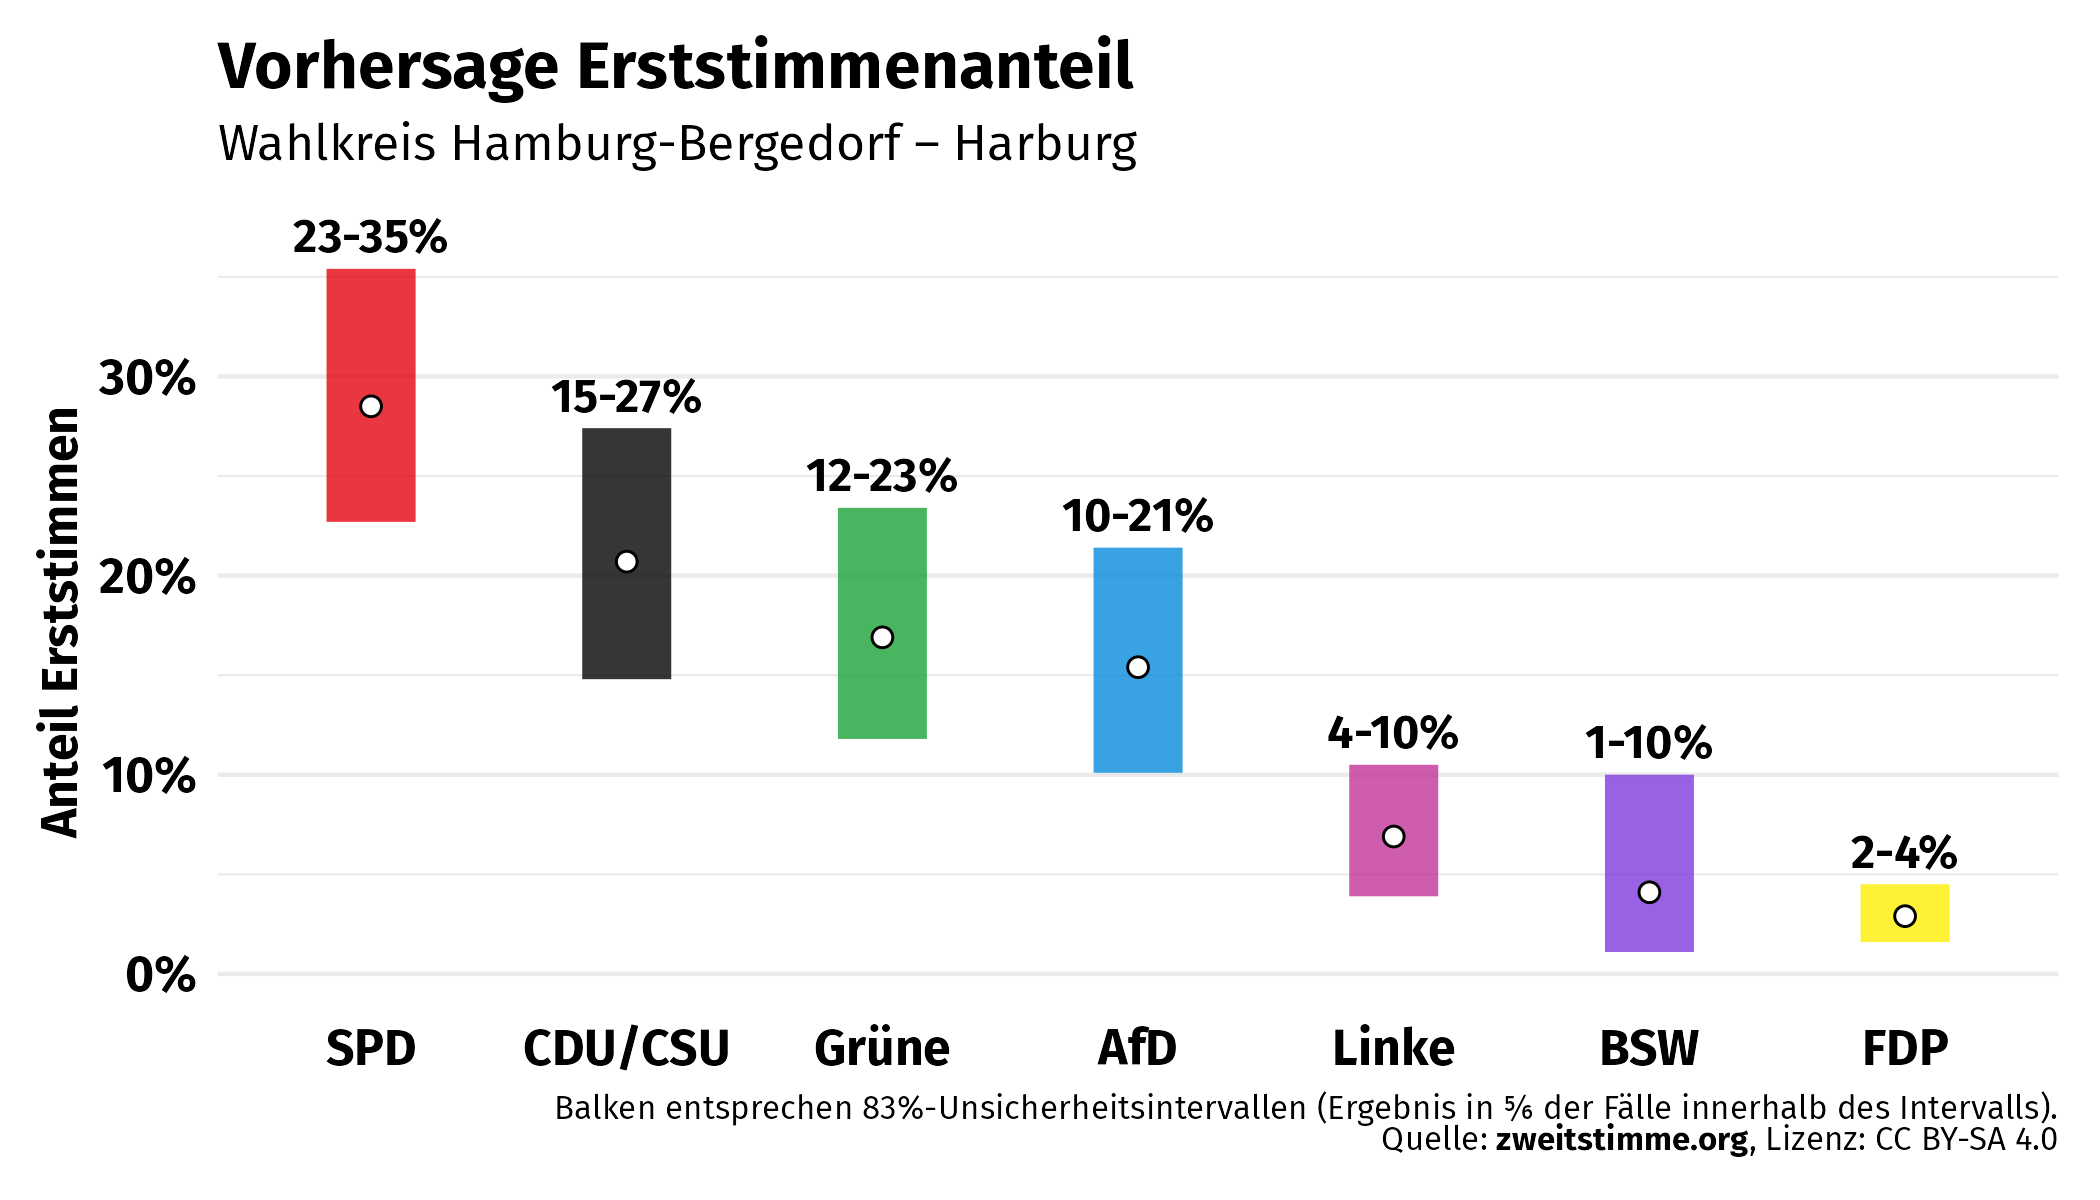 Vorhersage Erststimmenanteil
Wahlkreis Hamburg-Bergedorf – Harburg
23-35%
15-27%
12-23%
10-21%
4-10%
1-10%
2-4%
Anteil Erststimmen
30%
20%
10%
0%
SPD CDU/CSU Grüne AfD Linke BSW FDP
Balken entsprechen 83%-Unsicherheitsintervallen (Ergebnis in ⅚ der Fälle innerhalb des Intervalls).
Quelle: zweitstimme.org, Lizenz: CC BY-SA 4.0